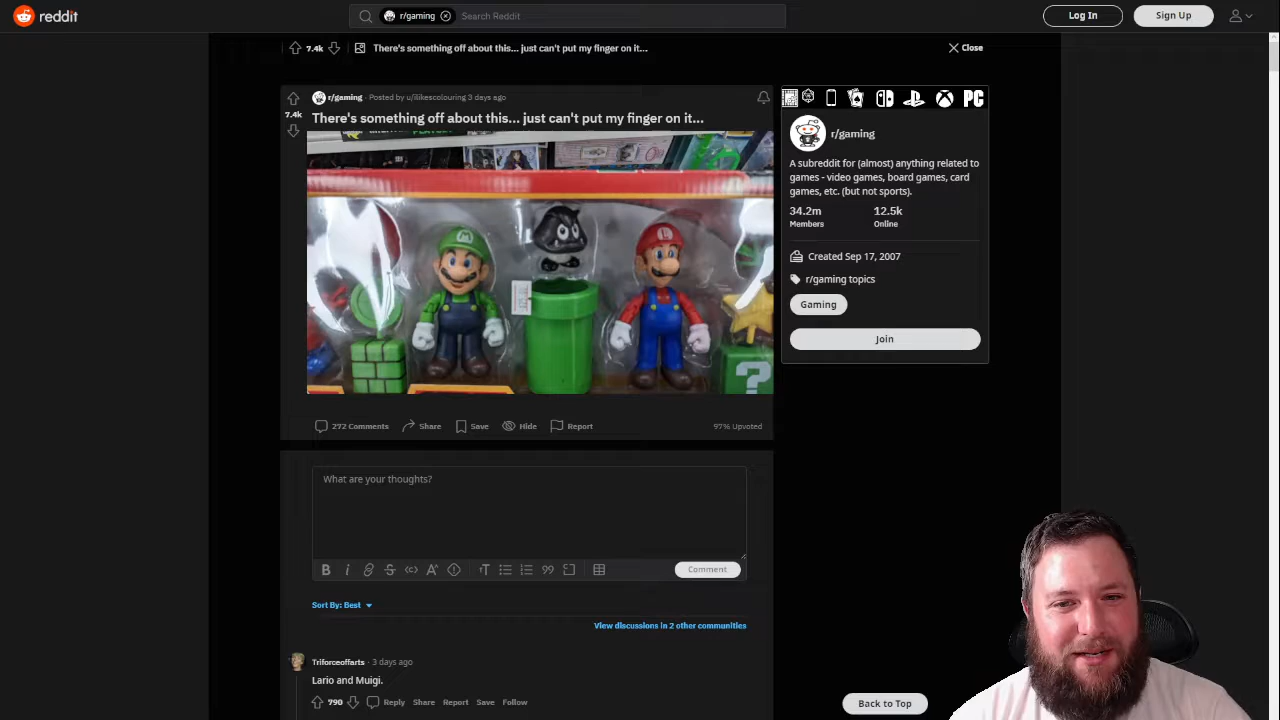 reddit
r/gaming
Search Reddit
Log In
Sign Up
7.4k
There's something off about this... just can't put my finger on it...
Close
r/gaming · Posted by u/ilikescolouring 3 days ago
7.4k
There's something off about this... just can't put my finger on it...
M
L
?
272 Comments
Share
Save
Hide
Report
97% Upvoted
PC
r/gaming
A subreddit for (almost) anything related to
games - video games, board games, card
games, etc. (but not sports).
34.2m
12.5k
Members
Online
Created Sep 17, 2007
r/gaming topics
Gaming
Join
What are your thoughts?
Comment
Sort By: Best
View discussions in 2 other communities
Triforceoffarts · 3 days ago
Lario and Muigi.
790
Reply
Share
Report
Save
Follow
Back to Top